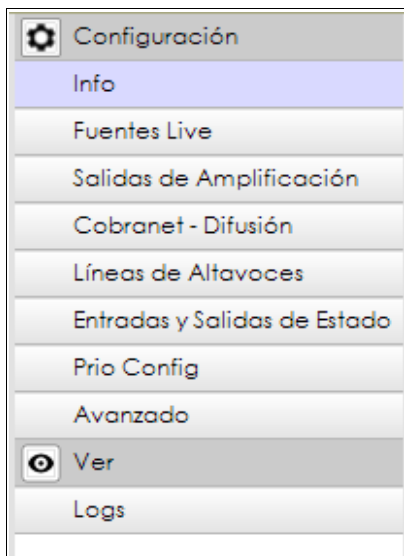 Configuración
Info
Fuentes Live
Salidas de Amplificación
Cobranet - Difusión
Líneas de Altavoces
Entradas y Salidas de Estado
Prio Config
Avanzado
Ver
Logs